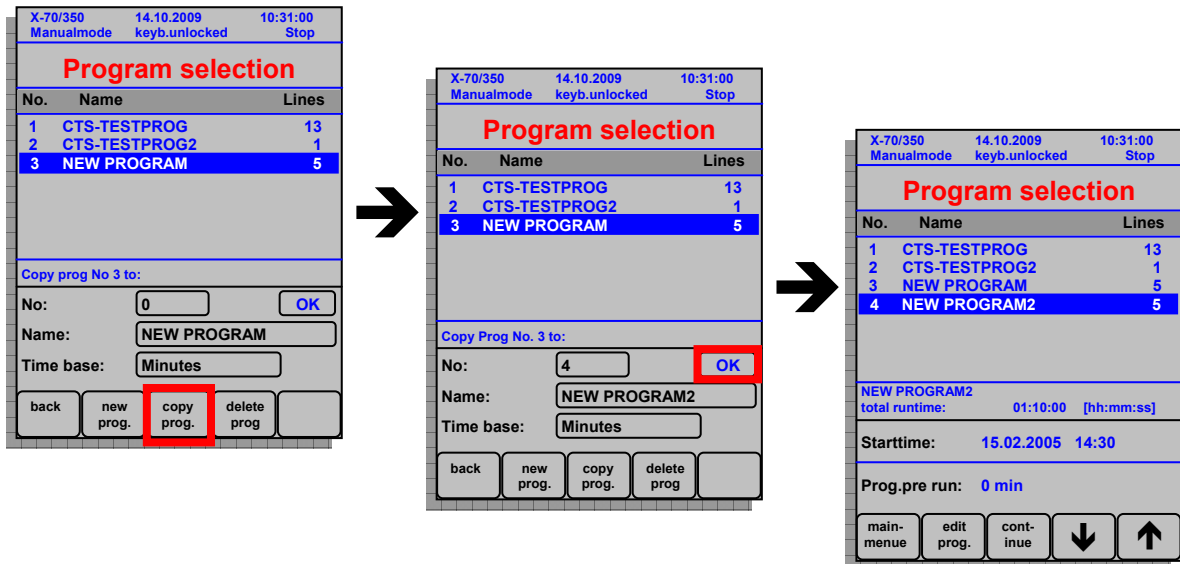 X-70/350 14.10.2009 10:31:00
Manualmode keyb.unlocked Stop
Program selection
No. Name Lines
1 CTS-TESTPROG 13
2 CTS-TESTPROG2 1
3 NEW PROGRAM 5
Copy prog No 3 to:
No: 0 OK
Name: NEW PROGRAM
Time base: Minutes
back new copy delete
prog. prog. prog
X-70/350 14.10.2009 10:31:00
Manualmode keyb.unlocked Stop
Program selection
No. Name Lines
1 CTS-TESTPROG 13
2 CTS-TESTPROG2 1
3 NEW PROGRAM 5
Copy Prog No. 3 to:
No: 4 OK
Name: NEW PROGRAM2
Time base: Minutes
back new copy delete
prog. prog. prog
X-70/350 14.10.2009 10:31:00
Manualmode keyb.unlocked Stop
Program selection
No. Name Lines
1 CTS-TESTPROG 13
2 CTS-TESTPROG2 1
3 NEW PROGRAM 5
4 NEW PROGRAM2 5
NEW PROGRAM2
total runtime: 01:10:00 [hh:mm:ss]
Starttime: 15.02.2005 14:30
Prog.pre run: 0 min
main- edit cont-
menue prog. inue